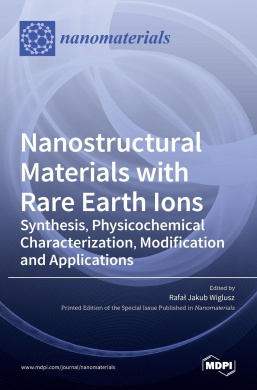 nanomaterials
Nanostructural
Materials with
Rare Earth Ions
Synthesis, Physicochemical
Characterization, Modification
and Applications
Edited by
Rafał Jakub Wiglusz
Printed Edition of the Special Issue Published in Nanomaterials
www.mdpi.com/journal/nanomaterials
MDPI